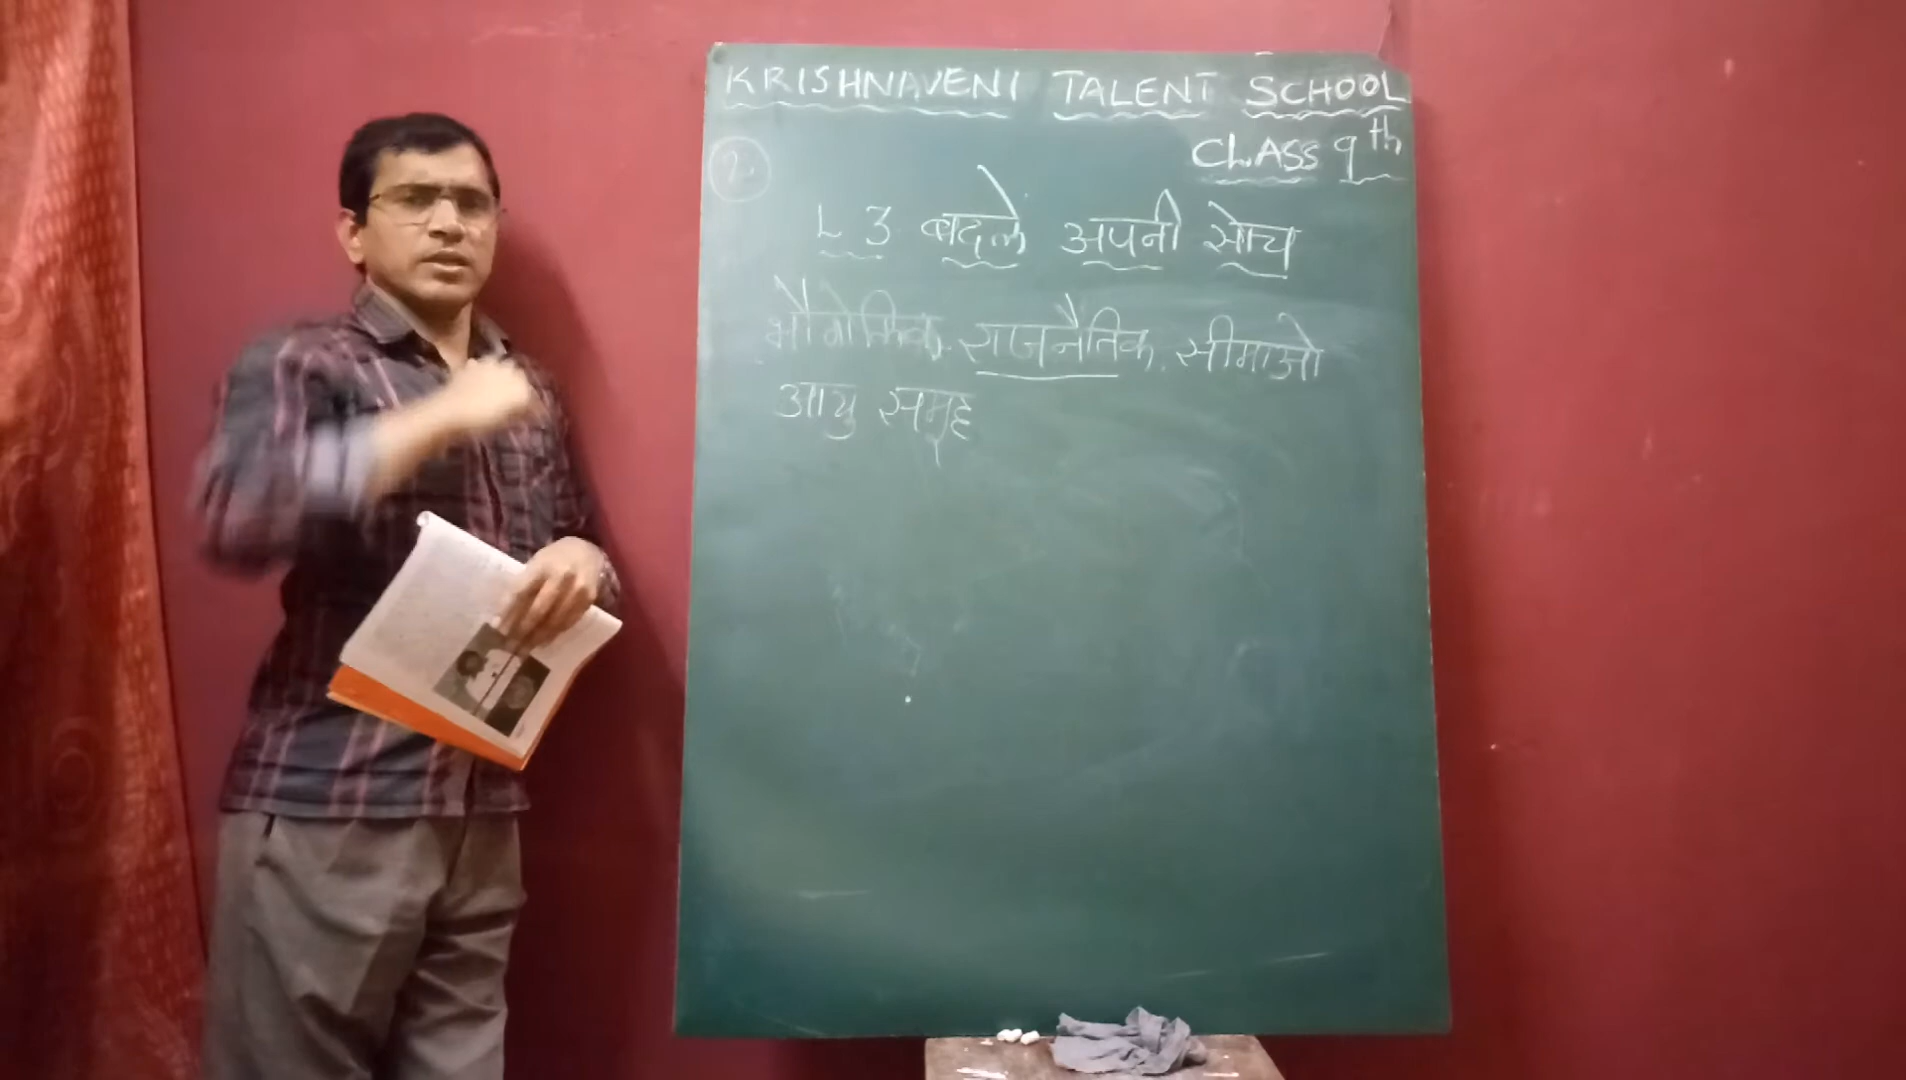 KRISHNAVENI TALENT SCHOOL
CLASS 9th
L 3 बदले अपनी सोच
भौगोलिक राजनैतिक सीमाओ
आयु समूह